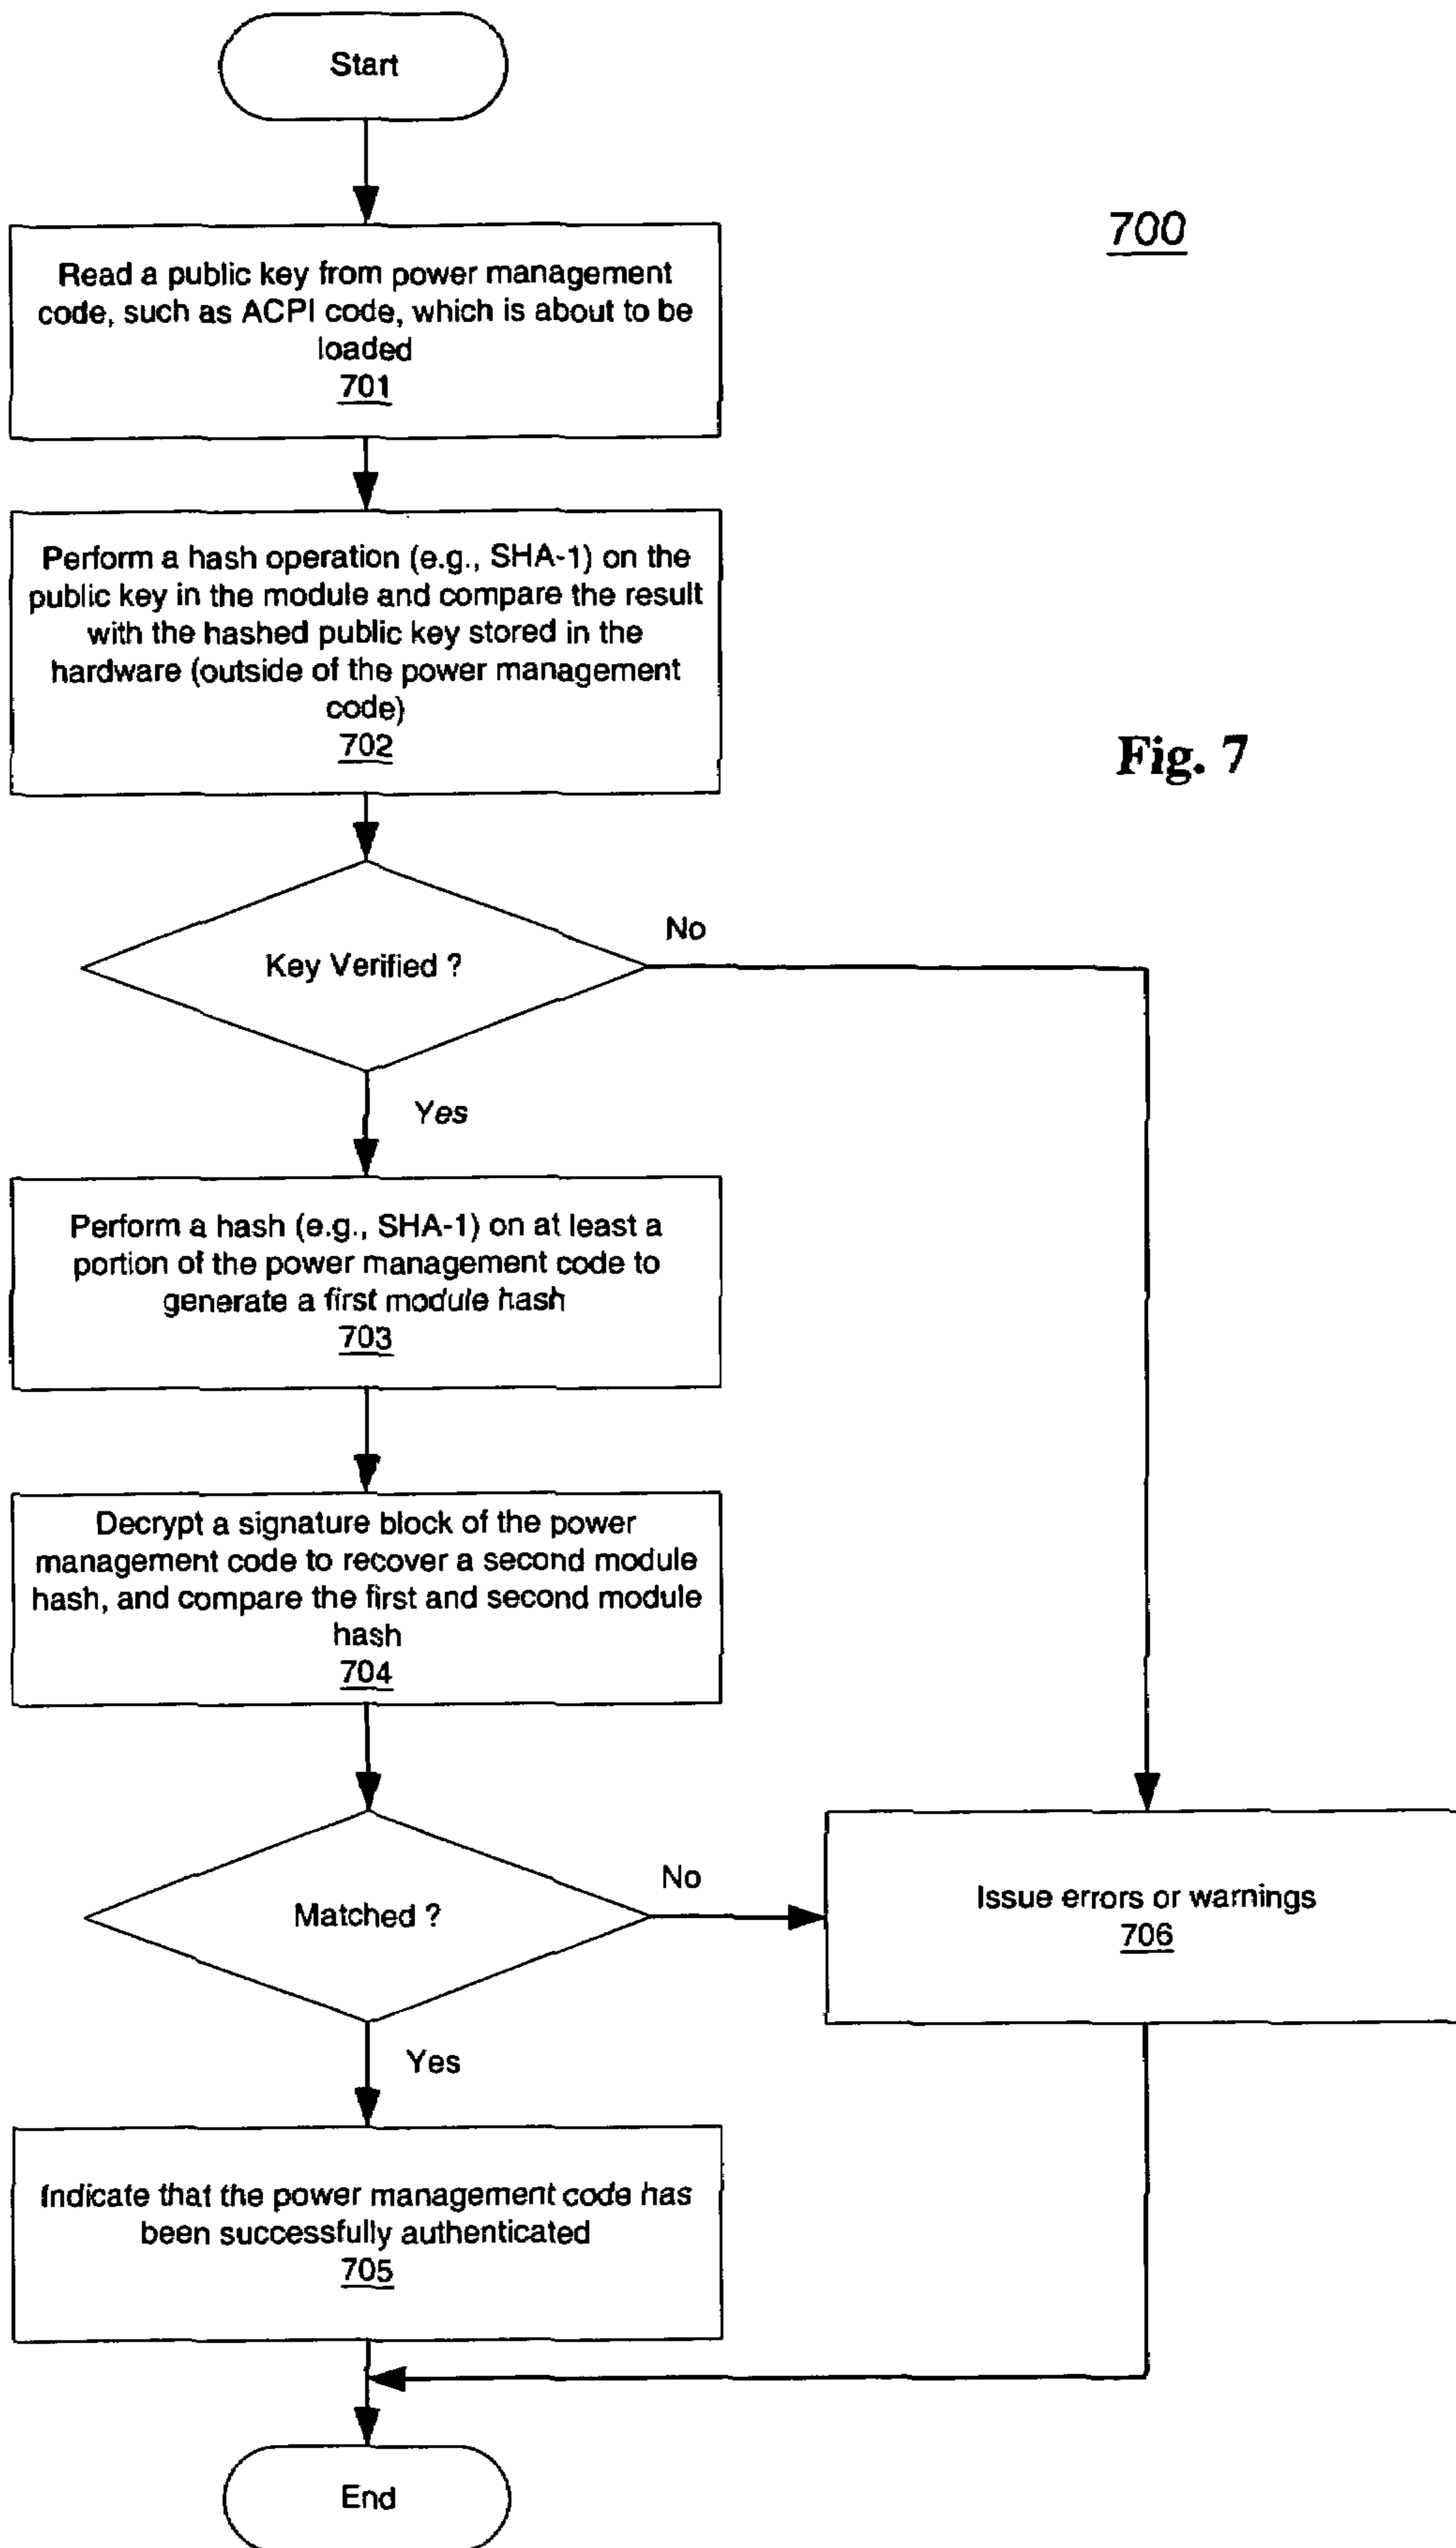 Start
700
Read a public key from power management
code, such as ACPI code, which is about to be
loaded
701
Perform a hash operation (e.g., SHA-1) on the
public key in the module and compare the result
with the hashed public key stored in the
hardware (outside of the power management
code)
702
Fig. 7
Key Verified ?
No
Yes
Perform a hash (e.g., SHA-1) on at least a
portion of the power management code to
generate a first module hash
703
Decrypt a signature block of the power
management code to recover a second module
hash, and compare the first and second module
hash
704
Matched ?
No
Issue errors or warnings
706
Yes
Indicate that the power management code has
been successfully authenticated
705
End